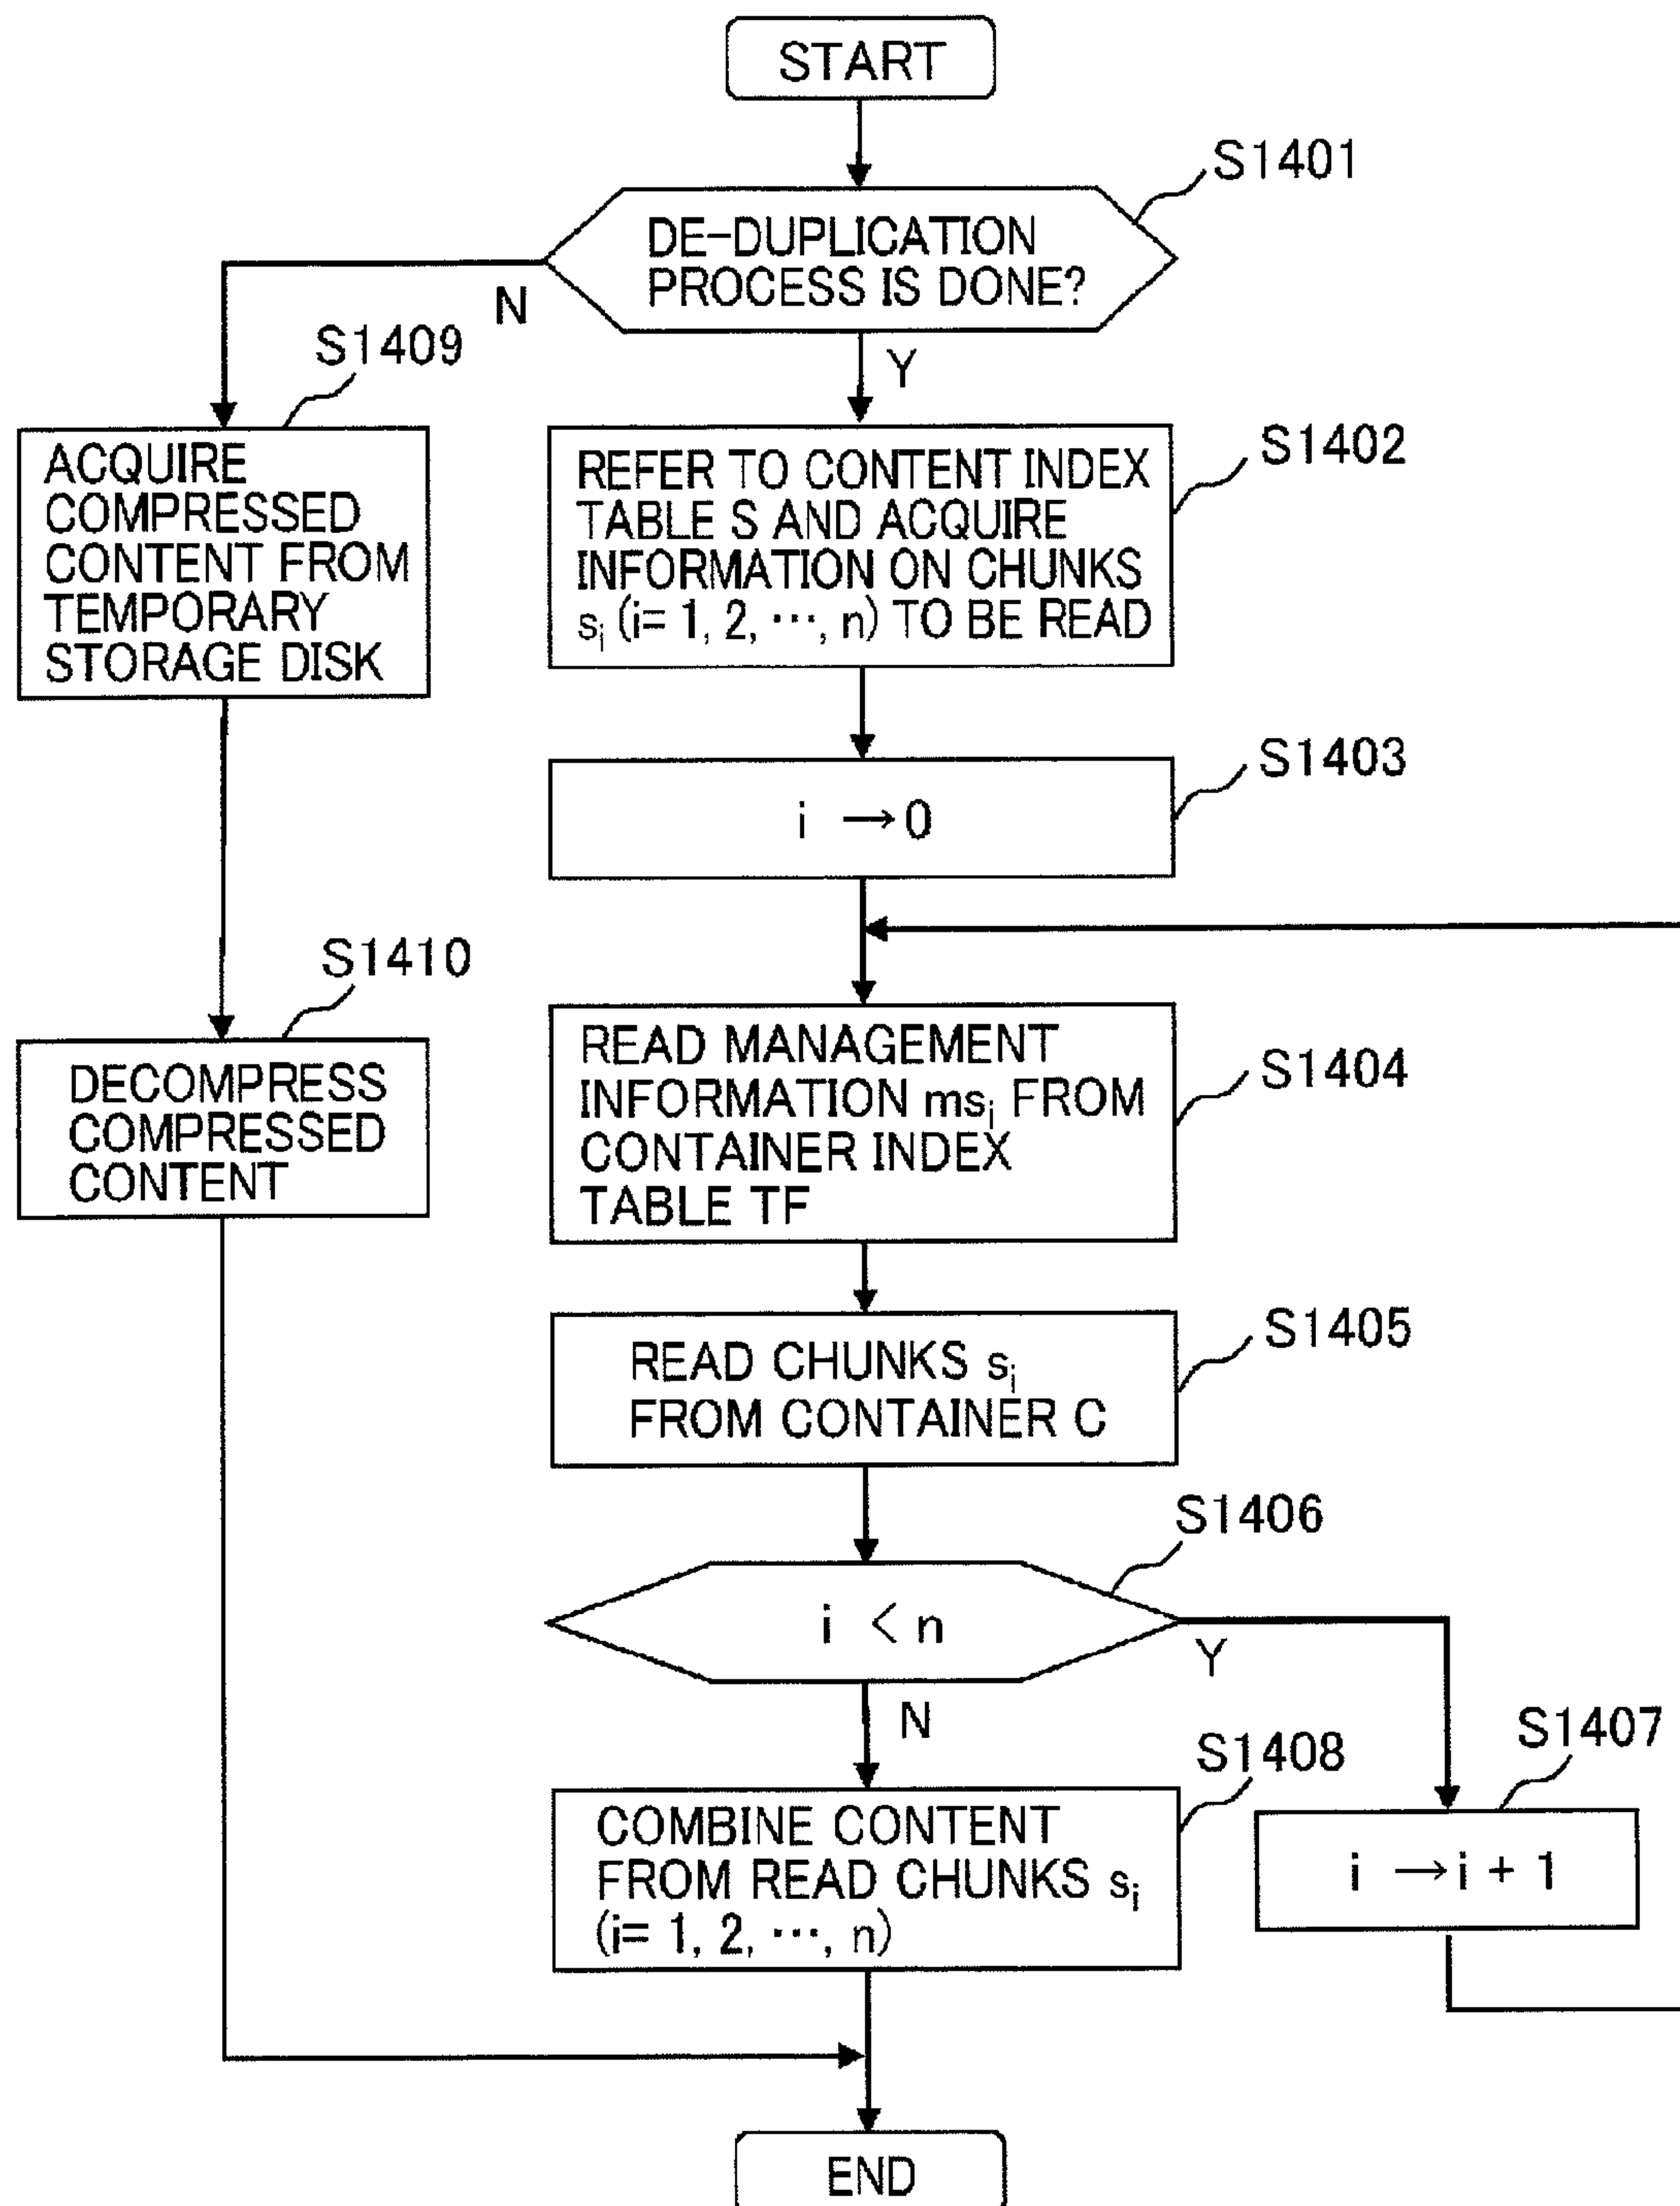 START
S1401
DE-DUPLICATION
PROCESS IS DONE?
N
Y
S1409
ACQUIRE
COMPRESSED
CONTENT FROM
TEMPORARY
STORAGE DISK
S1402
REFER TO CONTENT INDEX
TABLE S AND ACQUIRE
INFORMATION ON CHUNKS
sᵢ (i= 1, 2, ⋯, n) TO BE READ
S1403
i →0
S1410
DECOMPRESS
COMPRESSED
CONTENT
S1404
READ MANAGEMENT
INFORMATION msᵢ FROM
CONTAINER INDEX
TABLE TF
S1405
READ CHUNKS sᵢ
FROM CONTAINER C
S1406
i < n
Y
N
S1407
i →i + 1
S1408
COMBINE CONTENT
FROM READ CHUNKS sᵢ
(i= 1, 2, ⋯, n)
END